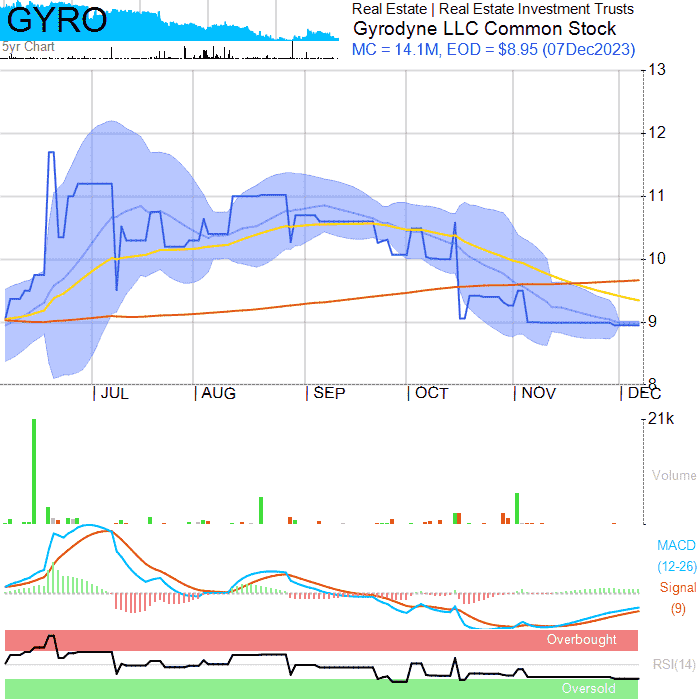 GYRO
5yr Chart
Real Estate | Real Estate Investment Trusts
Gyrodyne LLC Common Stock
MC = 14.1M, EOD = $8.95 (07Dec2023)
13
12
11
10
9
8
JUL AUG SEP OCT NOV DEC
21k
Volume
MACD
(12-26)
Signal
(9)
Overbought
RSI(14)
Oversold